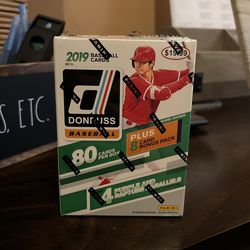 2019 BASEBALL CARDS
$19.99
S, ETC.
DONRUSS
BASEBALL
80 CARDS PER BOX
PLUS
8 CARD BONUS PACK
4
PARALLELS
PANINI